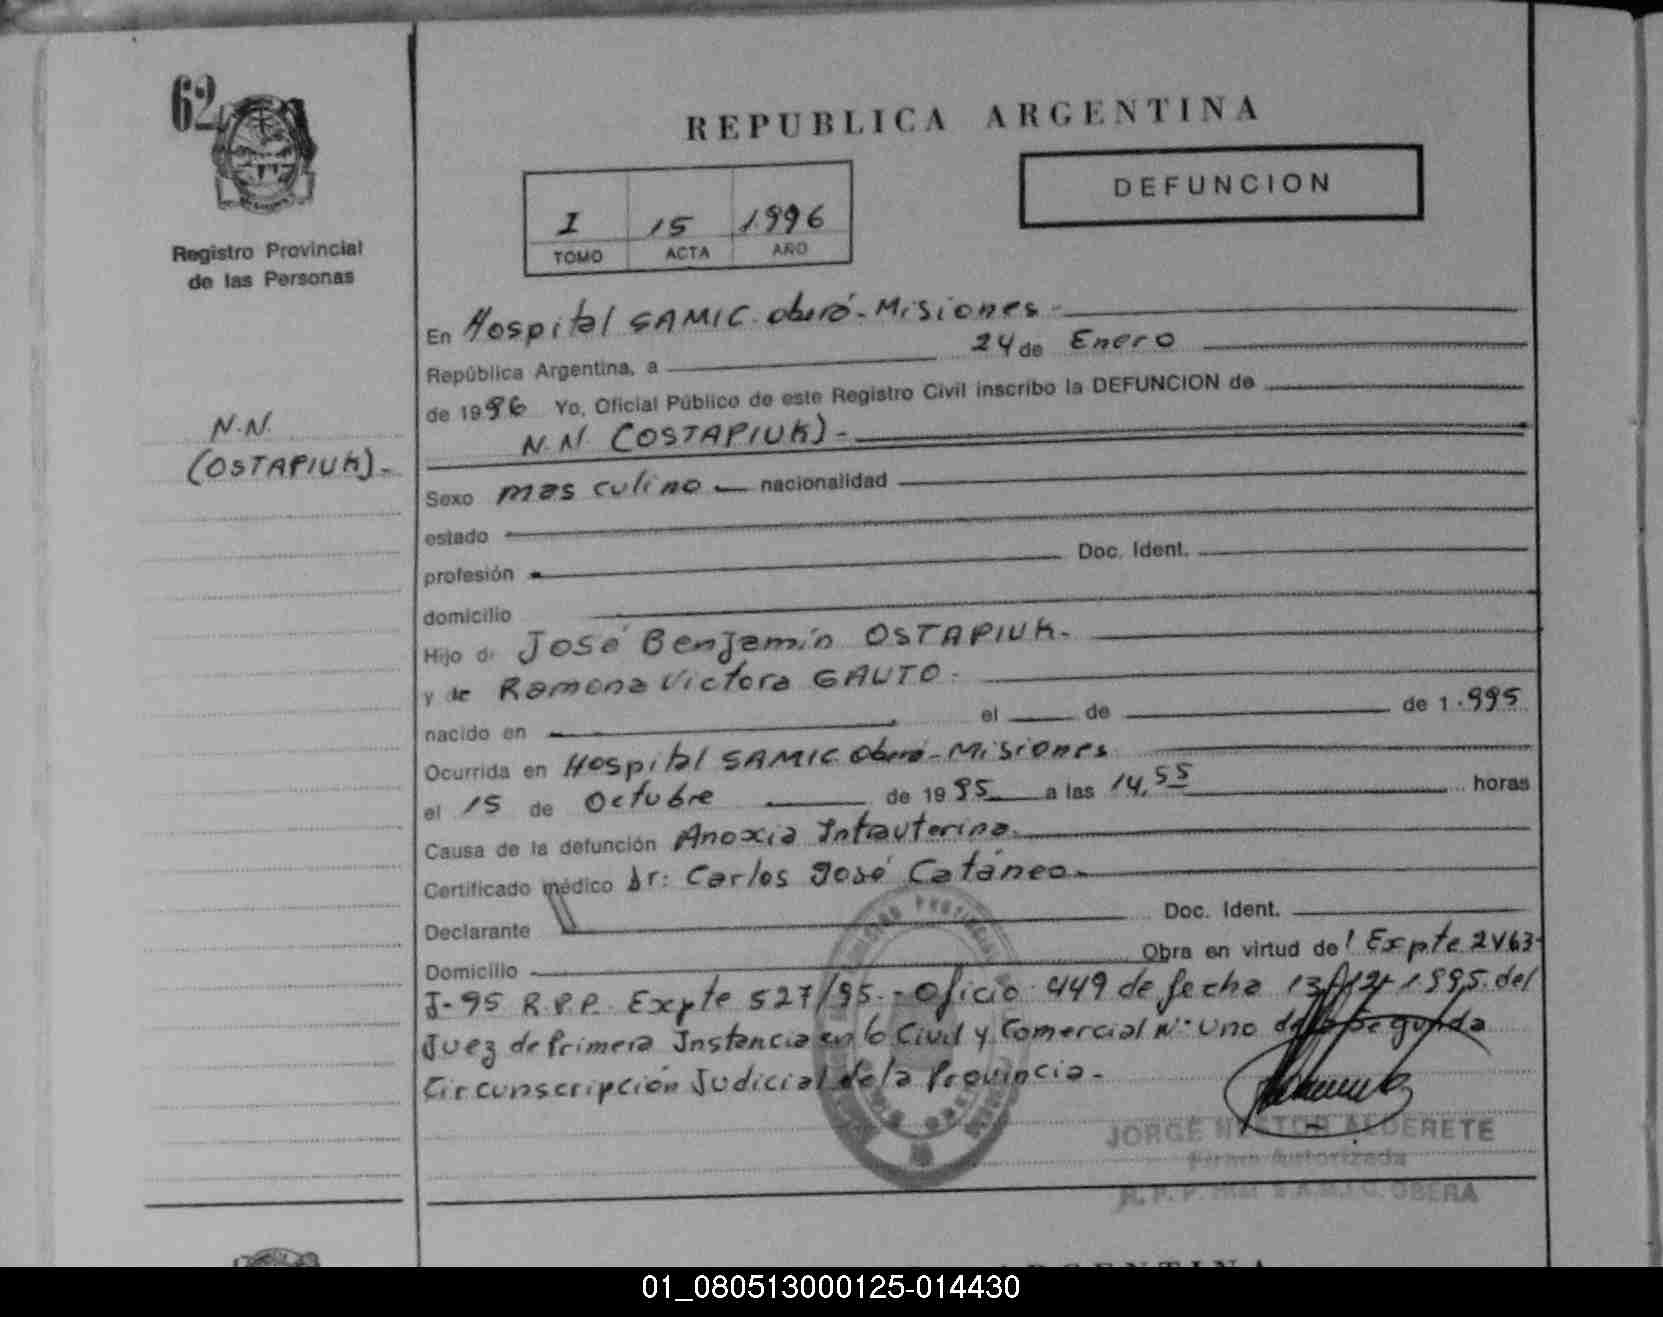 62
Registro Provincial
de las Personas
N.N.
(OSTAPIUK).-
REPUBLICA ARGENTINA
DEFUNCION
I 15 1996
TOMO ACTA AÑO
En Hospital SAMIC. Oberá-Misiones
República Argentina, a 24 de Enero
de 1996 Yo, Oficial Público de este Registro Civil inscribo la DEFUNCION de
N.N. (OSTAPIUK).-
Sexo masculino nacionalidad
estado
profesión Doc. Ident.
domicilio
Hijo de José Benjamín OSTAPIUK.
y de Ramona Victora GAUTO.
nacido en el de de 1.995
Ocurrida en Hospital SAMIC Oberá-Misiones
el 15 de Octubre de 1995 a las 14,55 horas
Causa de la defunción Anoxia Intrauterina.
Certificado médico Dr: Carlos José Catáneo.
Declarante Doc. Ident.
Domicilio Obra en virtud de! Expte 2463-
J-95 R.P.P. Expte 527/95.- Oficio 449 de fecha 13/12/1995. del
Juez de Primera Instancia en lo Civil y Comercial N° Uno de la Segunda
Circunscripción Judicial de la Provincia.-
JORGE NESTOR ALDERETE
Firma Autorizada
R.P.P. S.A.M.I.C. OBERA
ARGENTINA
01_080513000125-014430